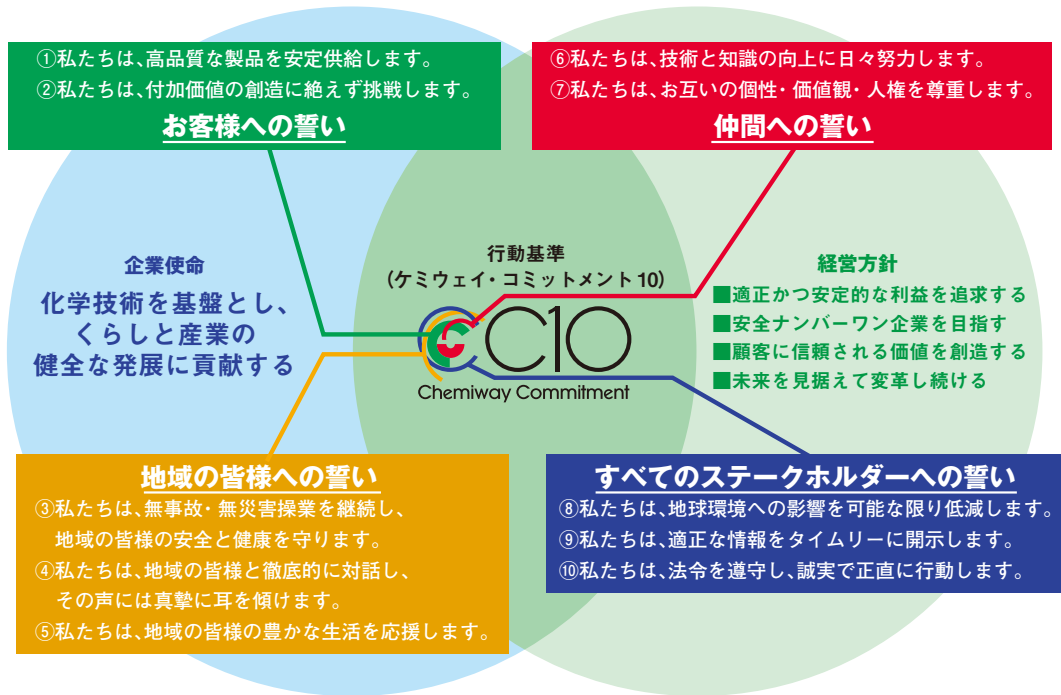 ①私たちは、高品質な製品を安定供給します。
②私たちは、付加価値の創造に絶えず挑戦します。
お客様への誓い
⑥私たちは、技術と知識の向上に日々努力します。
⑦私たちは、お互いの個性・価値観・人権を尊重します。
仲間への誓い
企業使命
化学技術を基盤とし、
くらしと産業の
健全な発展に貢献する
行動基準
（ケミウェイ・コミットメント10）
C10
Chemiway Commitment
経営方針
■適正かつ安定的な利益を追求する
■安全ナンバーワン企業を目指す
■顧客に信頼される価値を創造する
■未来を見据えて変革し続ける
地域の皆様への誓い
③私たちは、無事故・無災害操業を継続し、
地域の皆様の安全と健康を守ります。
④私たちは、地域の皆様と徹底的に対話し、
その声には真摯に耳を傾けます。
⑤私たちは、地域の皆様の豊かな生活を応援します。
すべてのステークホルダーへの誓い
⑧私たちは、地球環境への影響を可能な限り低減します。
⑨私たちは、適正な情報をタイムリーに開示します。
⑩私たちは、法令を遵守し、誠実で正直に行動します。